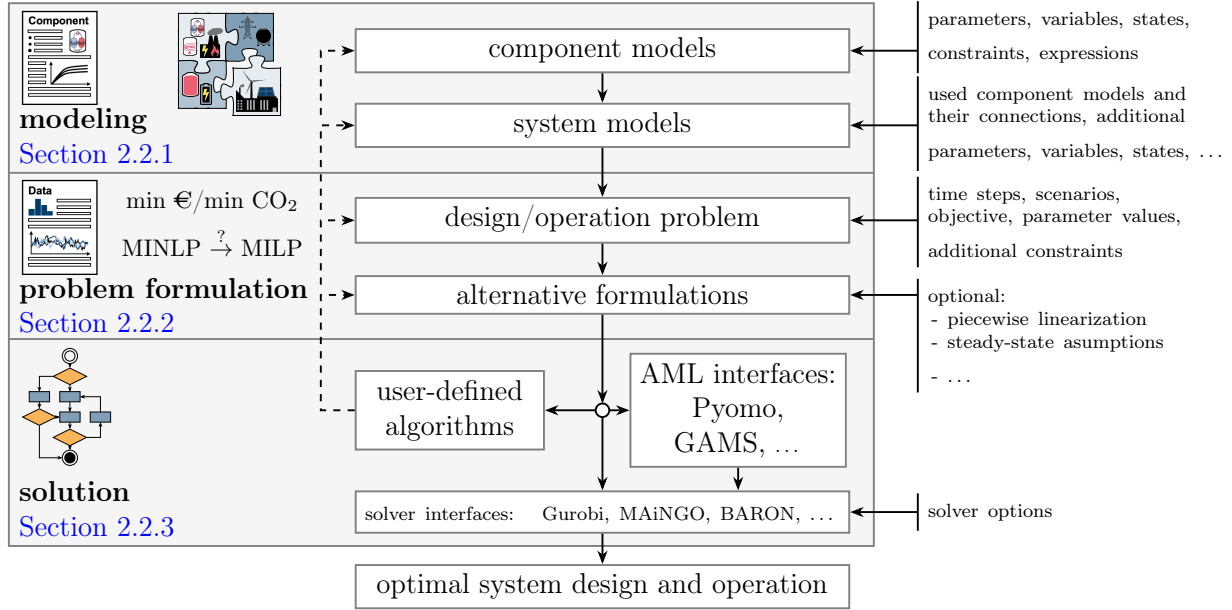 Component
modeling
Section 2.2.1
component models
system models
parameters, variables, states,
constraints, expressions
used component models and
their connections, additional
parameters, variables, states, …
Data
min €/min CO₂
MINLP →? MILP
problem formulation
Section 2.2.2
design/operation problem
alternative formulations
time steps, scenarios,
objective, parameter values,
additional constraints
optional:
- piecewise linearization
- steady-state asumptions
- …
user-defined
algorithms
AML interfaces:
Pyomo,
GAMS, …
solution
Section 2.2.3
solver interfaces: Gurobi, MAiNGO, BARON, …
solver options
optimal system design and operation